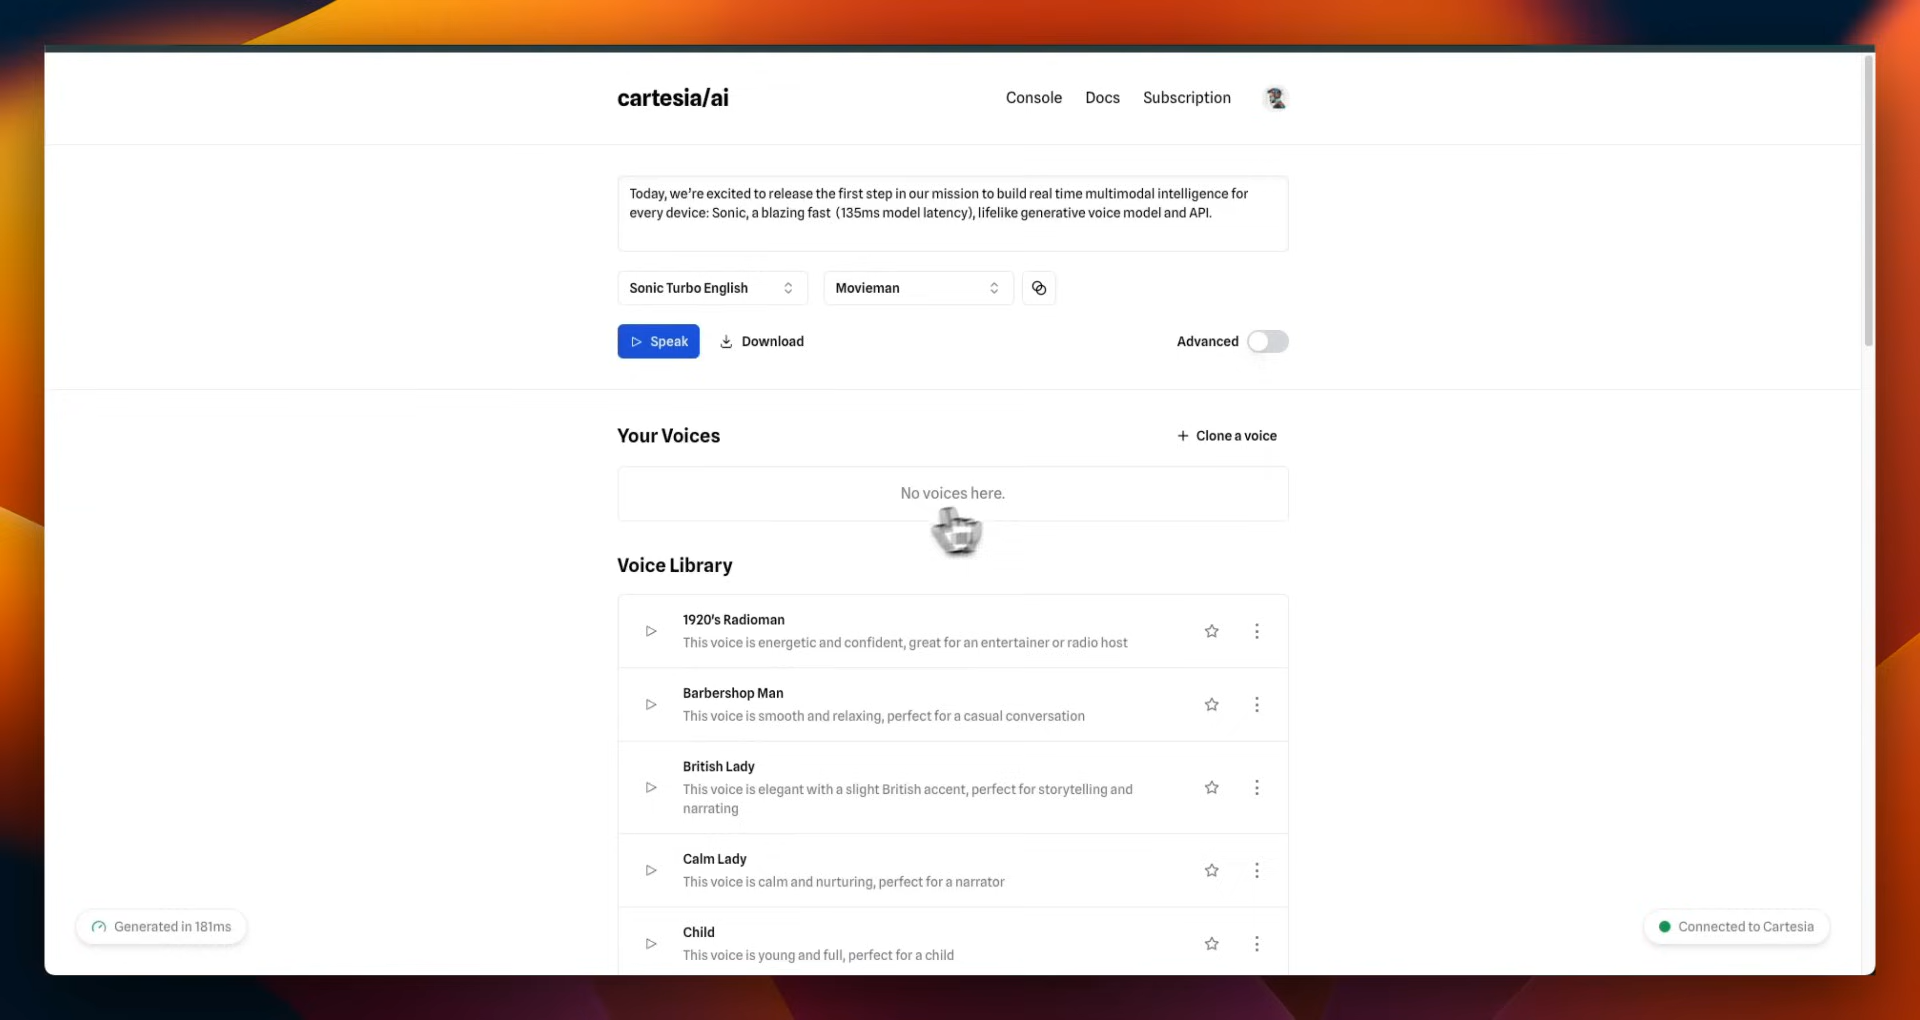 cartesia/ai
Console
Docs
Subscription
Today, we're excited to release the first step in our mission to build real time multimodal intelligence for
every device: Sonic, a blazing fast (135ms model latency), lifelike generative voice model and API.
Sonic Turbo English
Movieman
Speak
Download
Advanced
Your Voices
+ Clone a voice
No voices here.
Voice Library
1920's Radioman
This voice is energetic and confident, great for an entertainer or radio host
Barbershop Man
This voice is smooth and relaxing, perfect for a casual conversation
British Lady
This voice is elegant with a slight British accent, perfect for storytelling and
narrating
Calm Lady
This voice is calm and nurturing, perfect for a narrator
Child
This voice is young and full, perfect for a child
Generated in 181ms
Connected to Cartesia